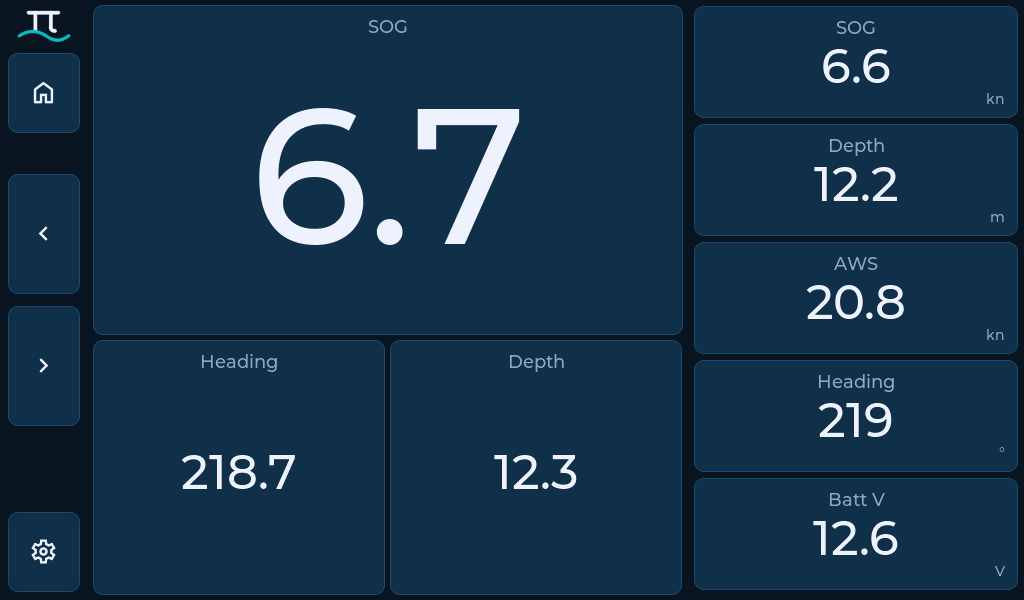 SOG
6.7
Heading
218.7
Depth
12.3
SOG
6.6
kn
Depth
12.2
m
AWS
20.8
kn
Heading
219
°
Batt V
12.6
V